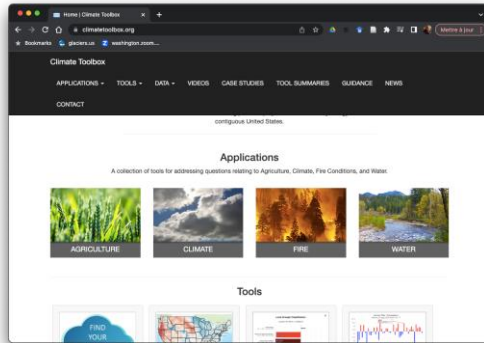 Home | Climate Toolbox
climatetoolbox.org
Mettre à jour
Bookmarks glaciers.us washington.zoom...
Climate Toolbox
APPLICATIONS TOOLS DATA VIDEOS CASE STUDIES TOOL SUMMARIES GUIDANCE NEWS
CONTACT
contiguous United States.
Applications
A collection of tools for addressing questions relating to Agriculture, Climate, Fire Conditions, and Water.
AGRICULTURE CLIMATE FIRE WATER
Tools
FIND
YOUR